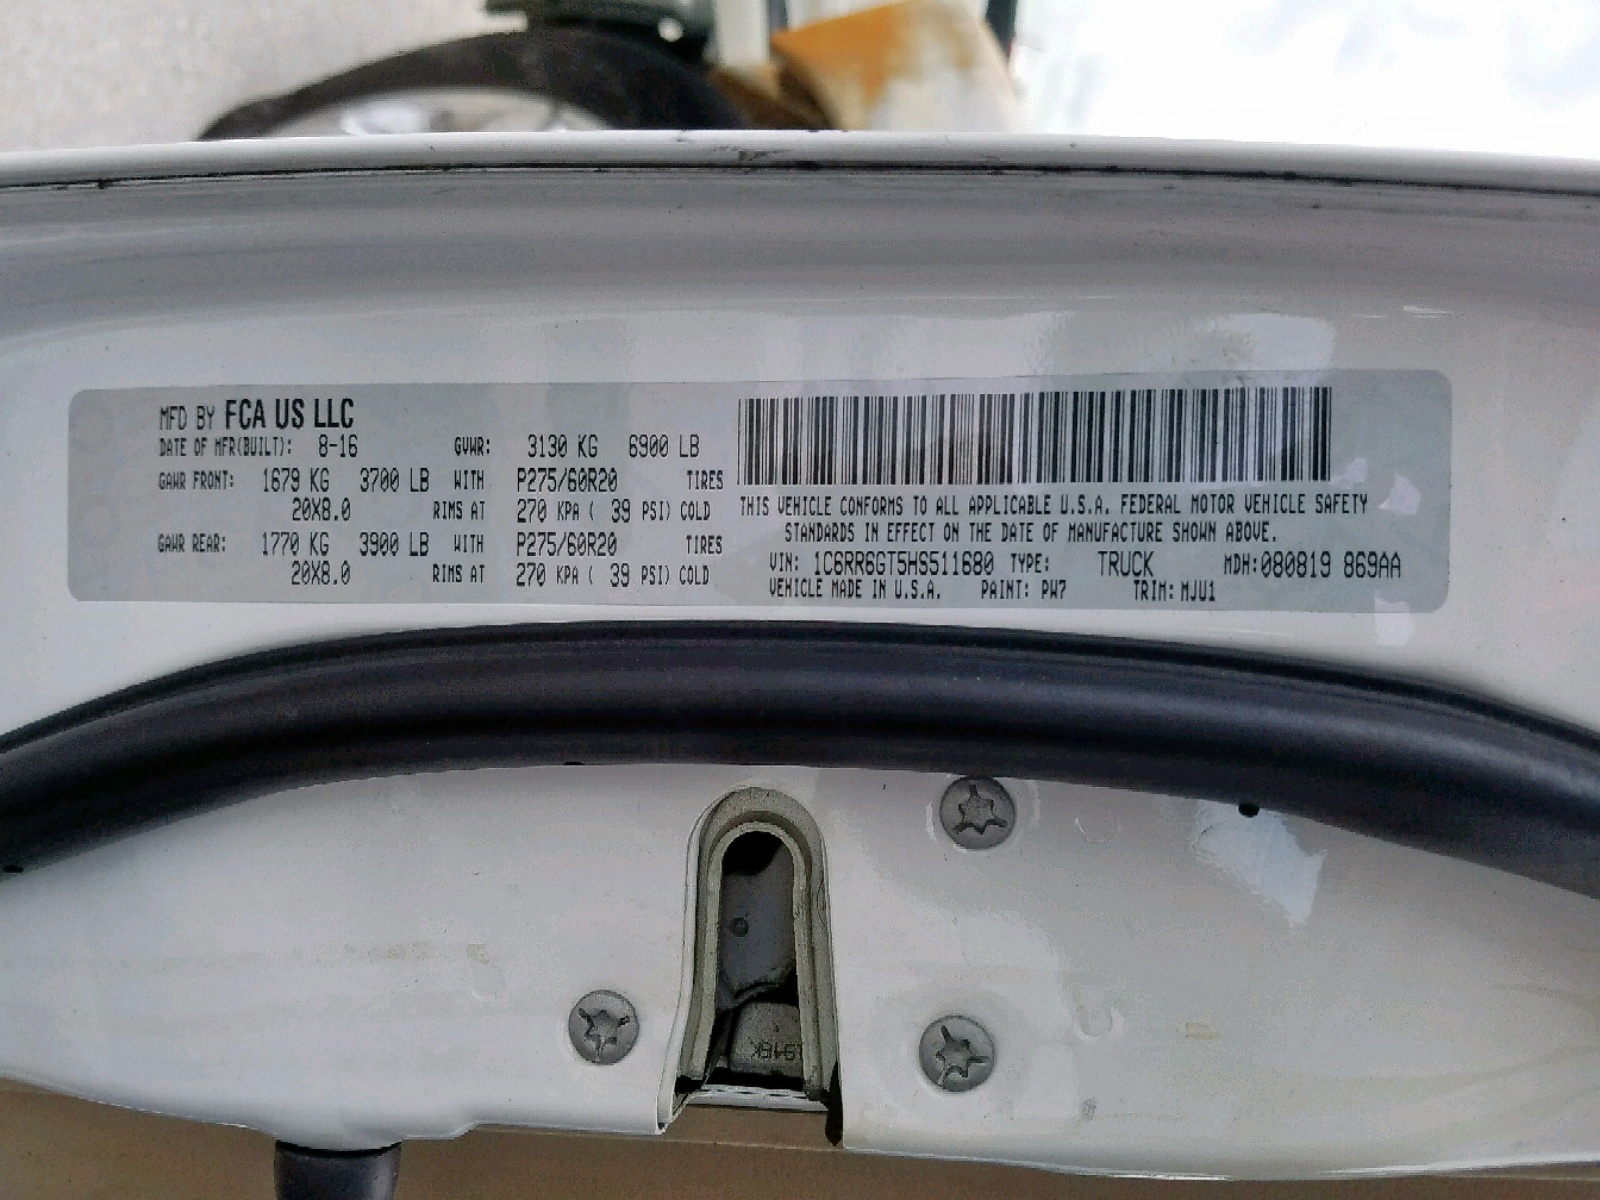 MFD BY FCA US LLC
DATE OF MFR(BUILT): 8-16 GVWR: 3130 KG 6900 LB
GAWR FRONT: 1679 KG 3700 LB WITH P275/60R20 TIRES
20X8.0 RIMS AT 270 KPA ( 39 PSI) COLD
GAWR REAR: 1770 KG 3900 LB WITH P275/60R20 TIRES
20X8.0 RIMS AT 270 KPA ( 39 PSI) COLD
THIS VEHICLE CONFORMS TO ALL APPLICABLE U.S.A. FEDERAL MOTOR VEHICLE SAFETY
STANDARDS IN EFFECT ON THE DATE OF MANUFACTURE SHOWN ABOVE.
VIN: 1C6RR6GT5HS511680 TYPE: TRUCK MDH:080819 869AA
VEHICLE MADE IN U.S.A. PAINT: PW7 TRIM: MJU1